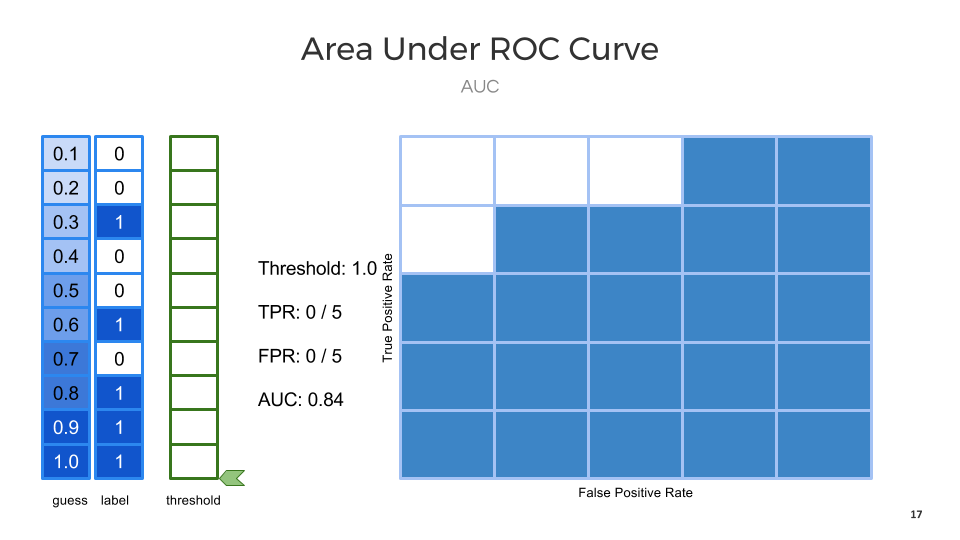 Area Under ROC Curve
AUC
0.1 0
0.2 0
0.3 1
0.4 0
0.5 0
0.6 1
0.7 0
0.8 1
0.9 1
1.0 1
guess label threshold
Threshold: 1.0
TPR: 0 / 5
FPR: 0 / 5
AUC: 0.84
True Positive Rate
False Positive Rate
17